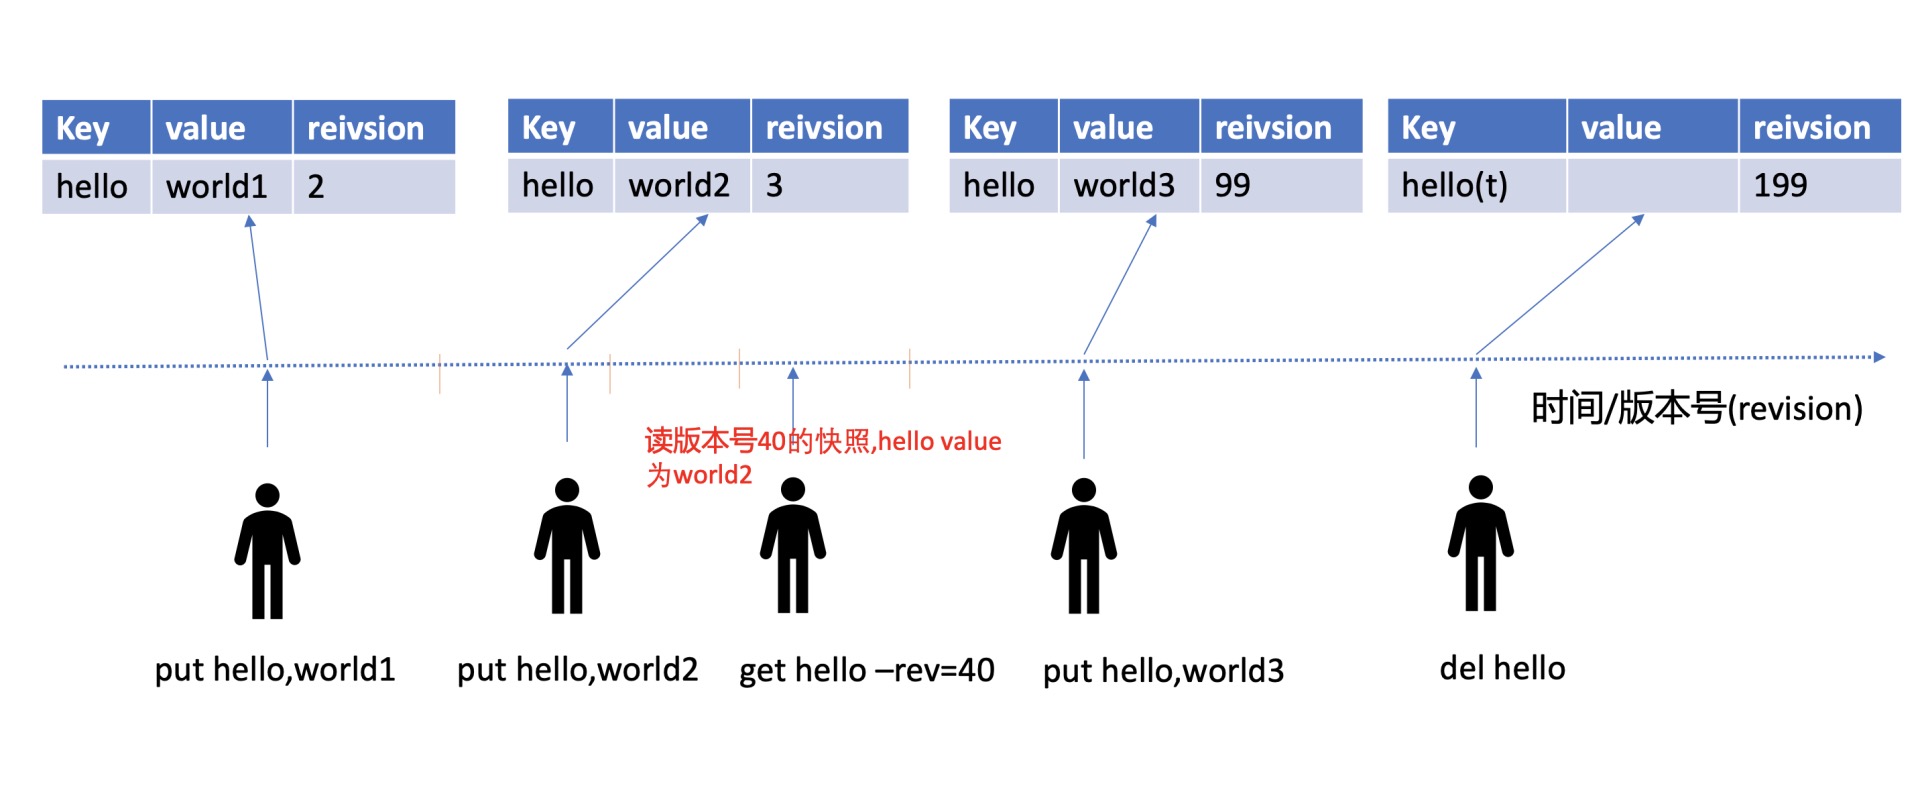 Key value reivsion
hello world1 2
Key value reivsion
hello world2 3
Key value reivsion
hello world3 99
Key value reivsion
hello(t) 199
时间/版本号(revision)
读版本号40的快照,hello value
为world2
put hello,world1
put hello,world2
get hello –rev=40
put hello,world3
del hello